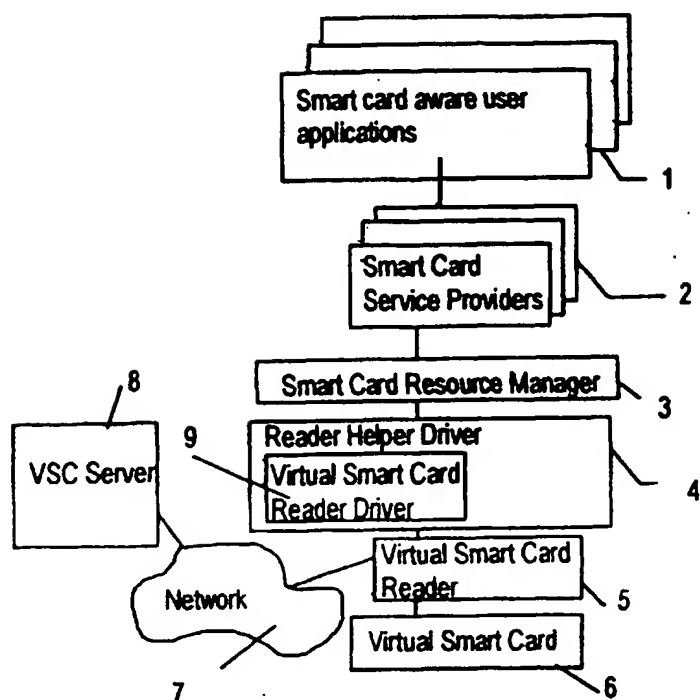 Smart card aware user
applications
1
Smart Card
Service Providers
2
8
Smart Card Resource Manager
3
9
Reader Helper Driver
VSC Server
Virtual Smart Card
Reader Driver
4
Virtual Smart Card
Reader
5
Network
Virtual Smart Card
7
6